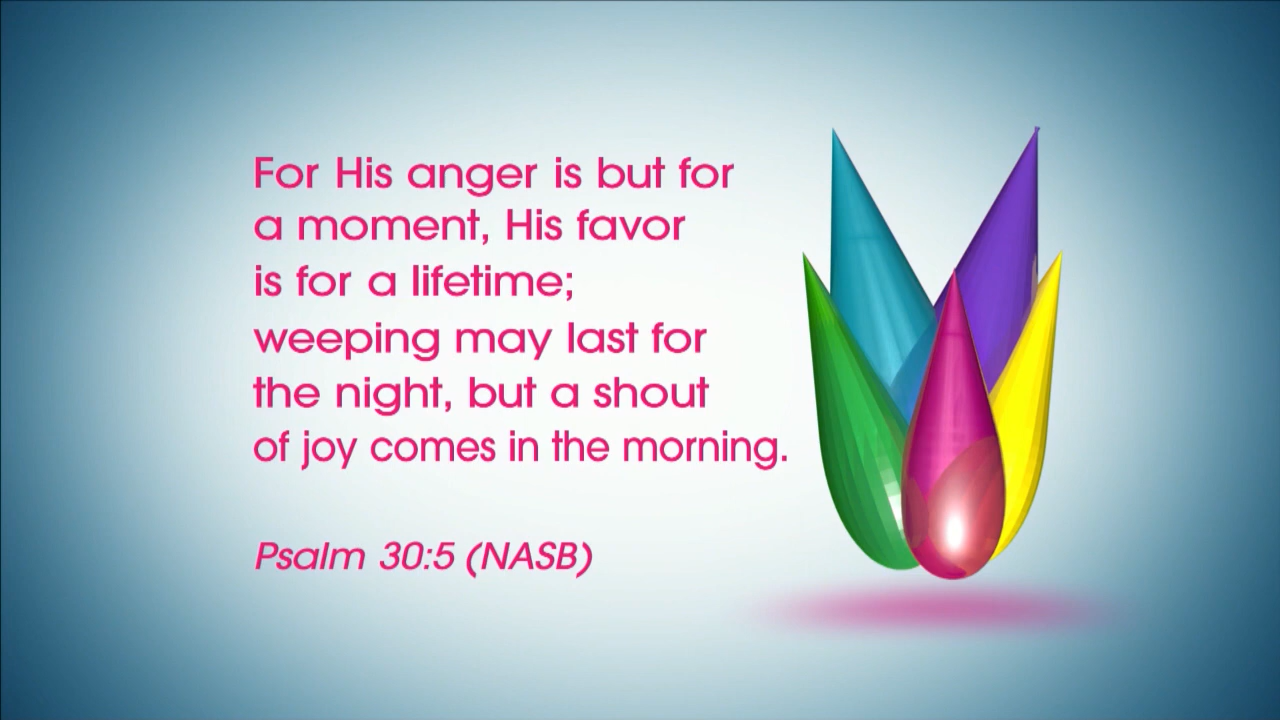 For His anger is but for
a moment, His favor
is for a lifetime;
weeping may last for
the night, but a shout
of joy comes in the morning.
Psalm 30:5 (NASB)